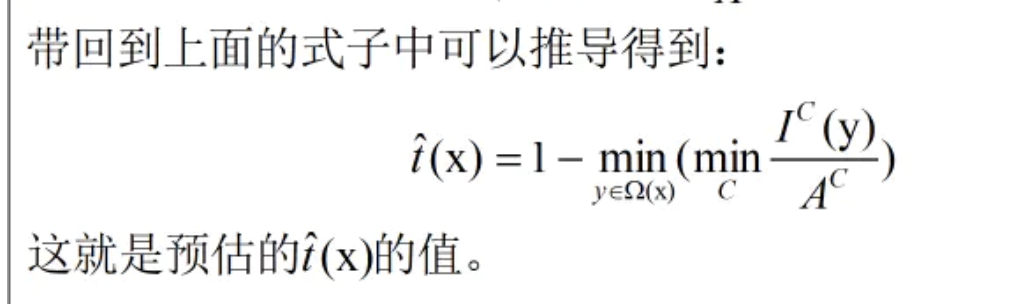 带回到上面的式子中可以推导得到：
t̂(x) = 1 − min_{y∈Ω(x)} (min_C I^C(y) / A^C)
这就是预估的t̂(x)的值。